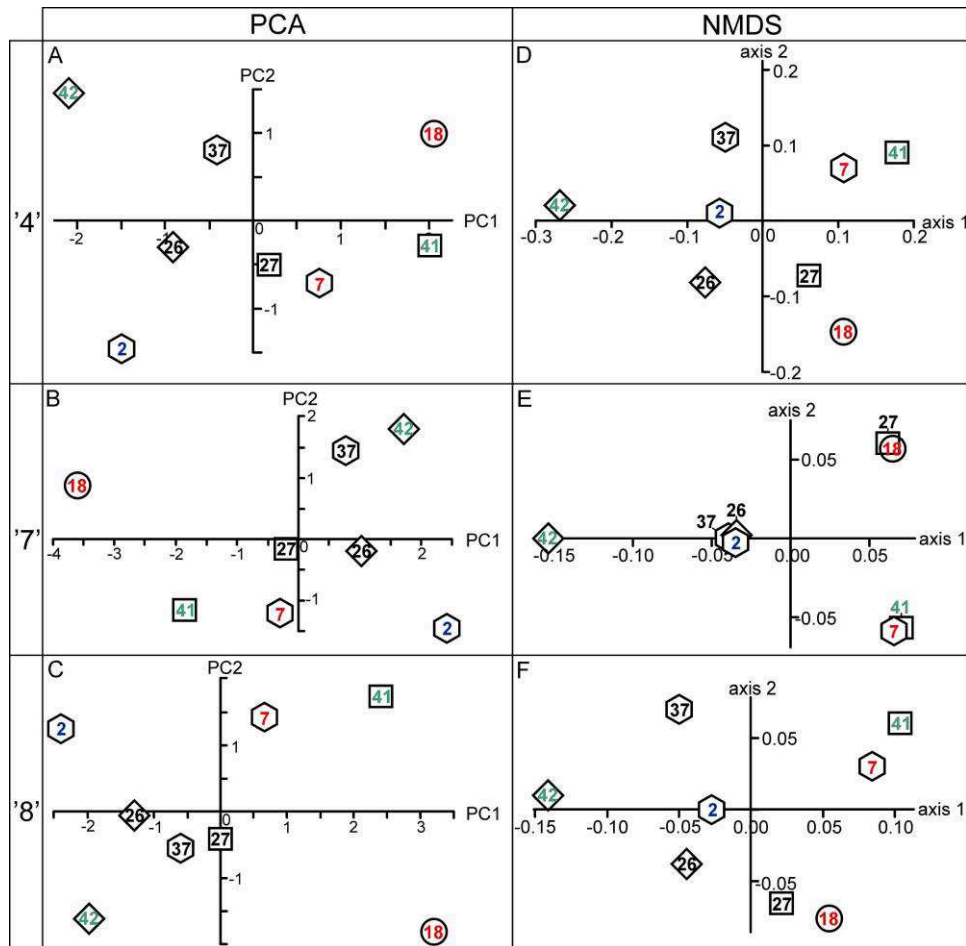 PCA NMDS
A
PC2
42
37
18
1
'4'
PC1
-2 -1 0 1 2
26
27
41
7
-1
2
D
axis 2
0.2
37
0.1
7
41
42
2
axis 1
-0.3 -0.1 0.0 0.1 0.2
26
27
-0.1
18
-0.2
B
PC2
2
42
37
1
18
'7'
PC1
-4 -3 -2 -1 0 2
27
26
41
7
-1
2
E
axis 2
27
18
0.05
37
26
2
42
axis 1
-0.15 -0.10 -0.05 0.00 0.05
-0.05
41
7
C
PC2
41
2
7
1
'8'
PC1
-2 -1 0 1 2 3
26
37
27
-1
42
18
F
axis 2
37
41
0.05
7
42
2
axis 1
-0.15 -0.10 -0.05 0.00 0.05 0.10
26
27
-0.05
18